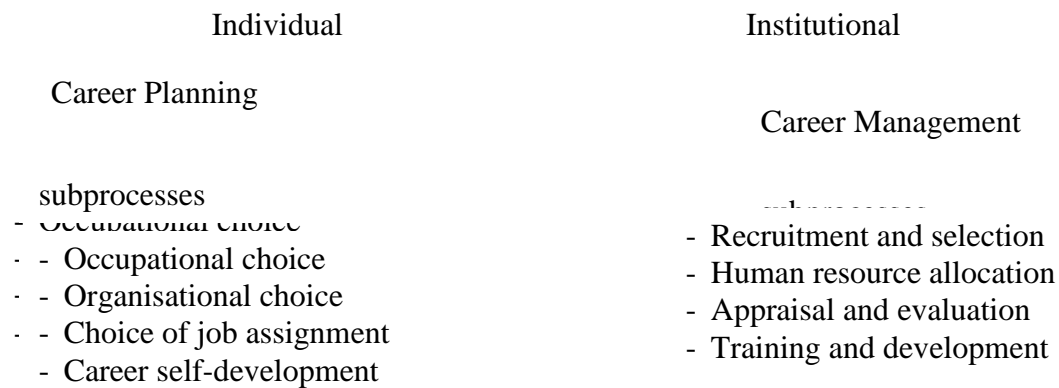 Individual
Career Planning
subprocesses
- Occupational choice
- - Occupational choice
- - Organisational choice
- - Choice of job assignment
- Career self-development
Institutional
Career Management
subprocesses
- Recruitment and selection
- Human resource allocation
- Appraisal and evaluation
- Training and development